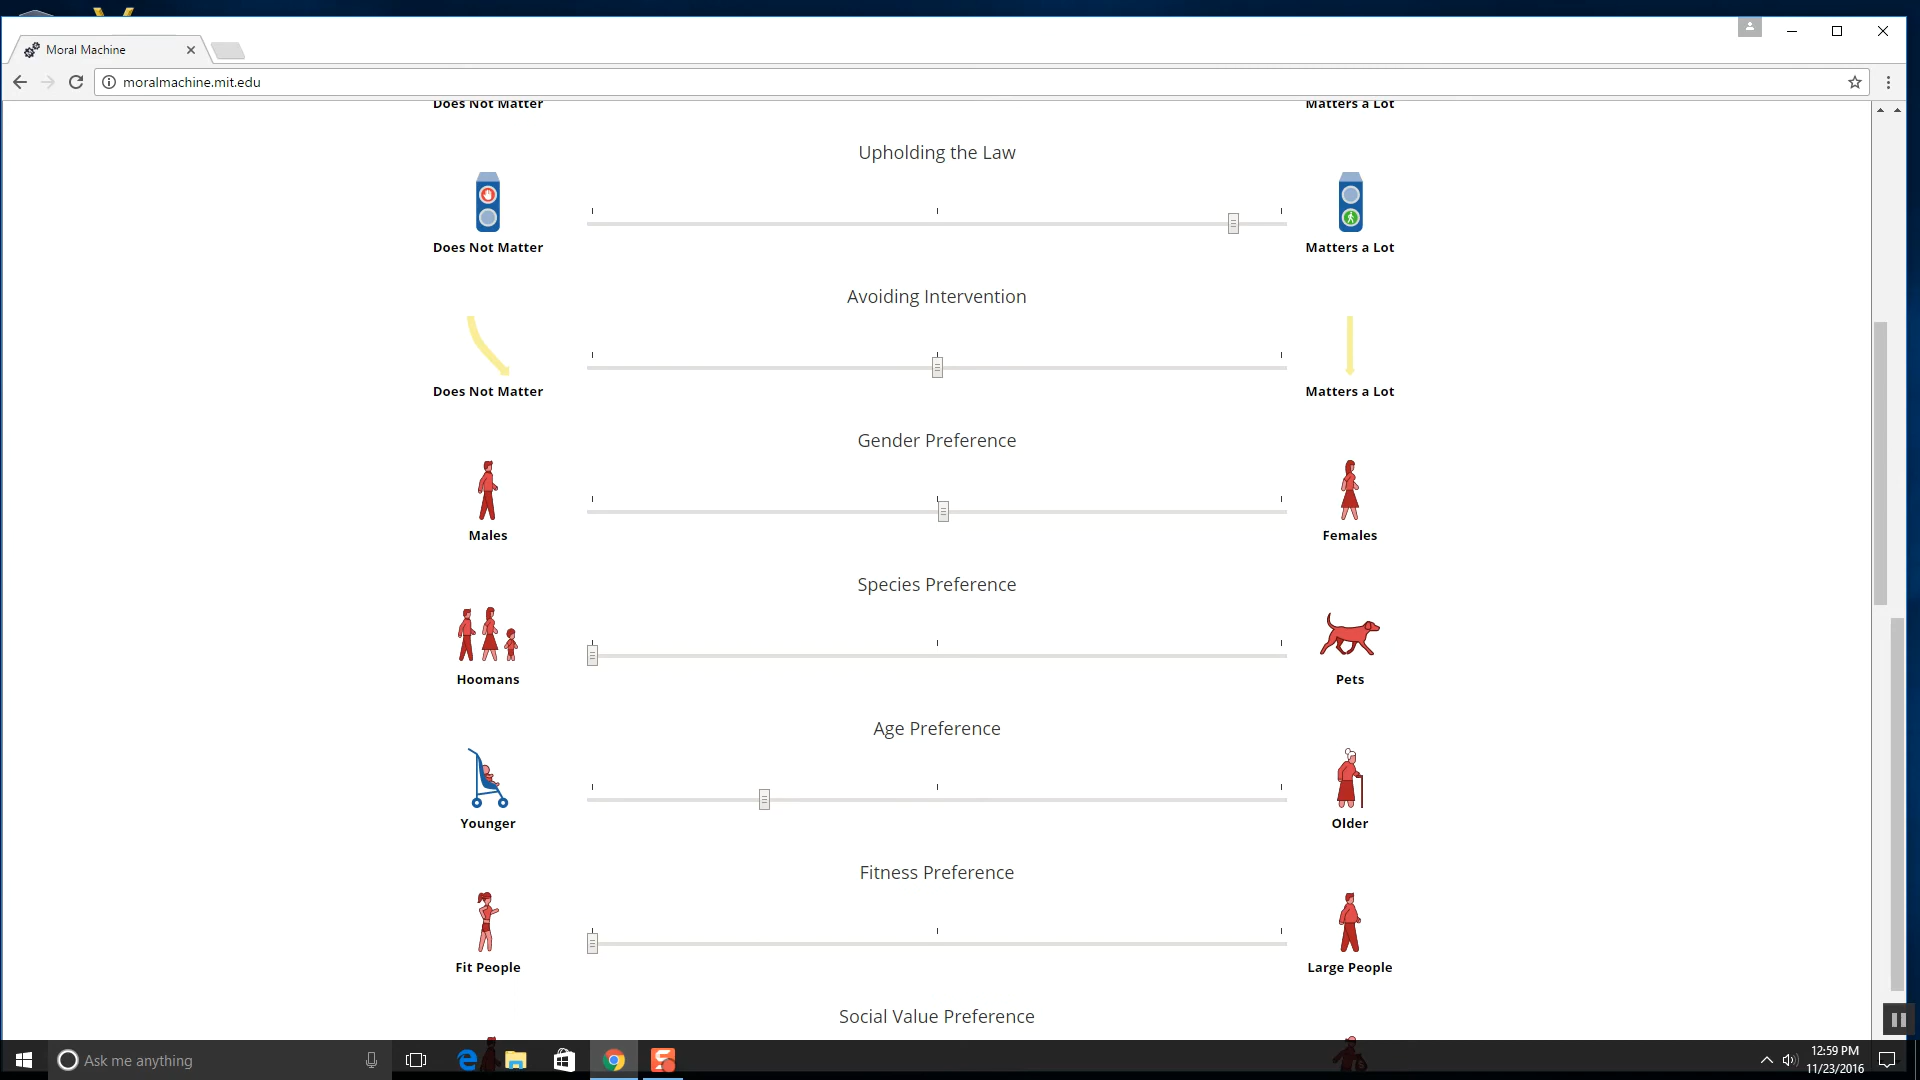 Moral Machine
moralmachine.mit.edu
Does Not Matter Matters a Lot
Upholding the Law
Does Not Matter Matters a Lot
Avoiding Intervention
Does Not Matter Matters a Lot
Gender Preference
Males Females
Species Preference
Hoomans Pets
Age Preference
Younger Older
Fitness Preference
Fit People Large People
Social Value Preference
Ask me anything
12:59 PM
11/23/2016